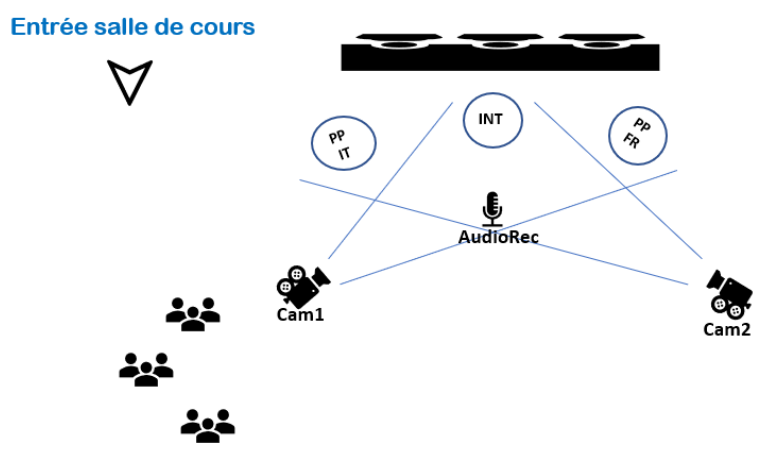 Entrée salle de cours
PP
IT
INT
PP
FR
AudioRec
Cam1
Cam2